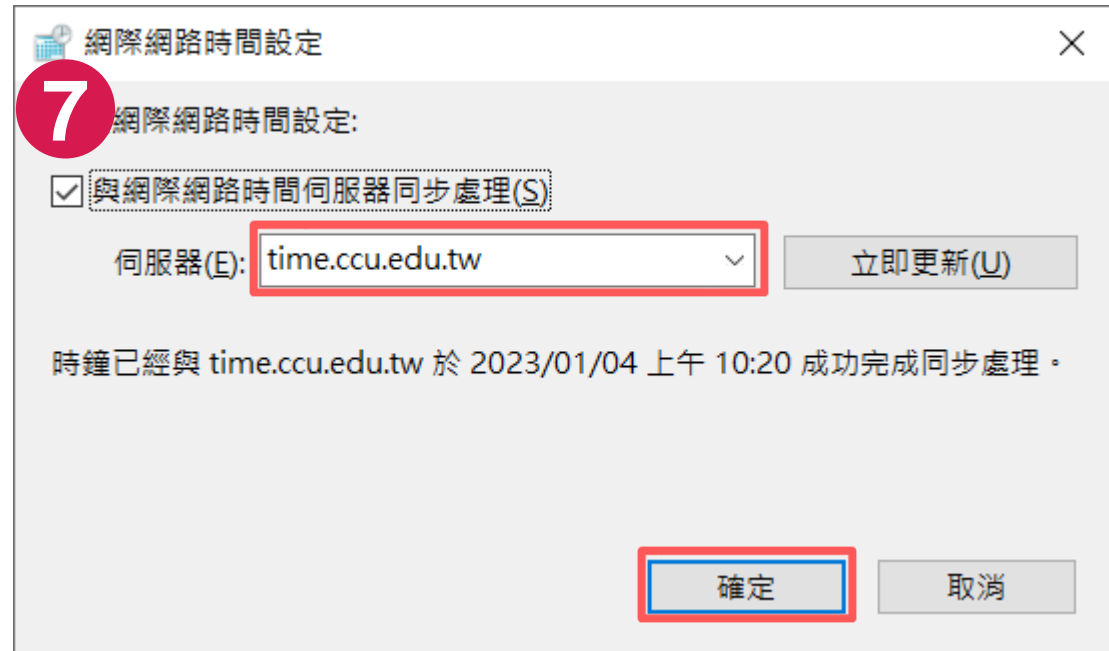 網際網路時間設定
7
網際網路時間設定:
與網際網路時間伺服器同步處理(S)
伺服器(E): time.ccu.edu.tw 立即更新(U)
時鐘已經與 time.ccu.edu.tw 於 2023/01/04 上午 10:20 成功完成同步處理。
確定 取消